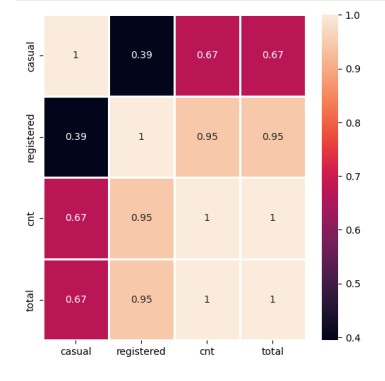 1.0
casual 1 0.39 0.67 0.67
0.9
0.8
registered 0.39 1 0.95 0.95
0.7
cnt 0.67 0.95 1 1
0.6
0.5
total 0.67 0.95 1 1
0.4
casual registered cnt total